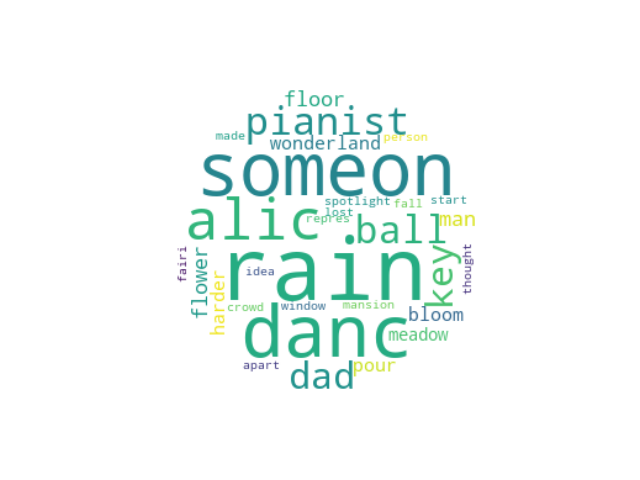 floor
pianist
made
person
wonderland
someon
spotlight
fall
start
lost
repres
alic
ball
man
rain
key
thought
fairi
flower
idea
harder
crowd
window
mansion
bloom
danc
meadow
apart
dad
pour